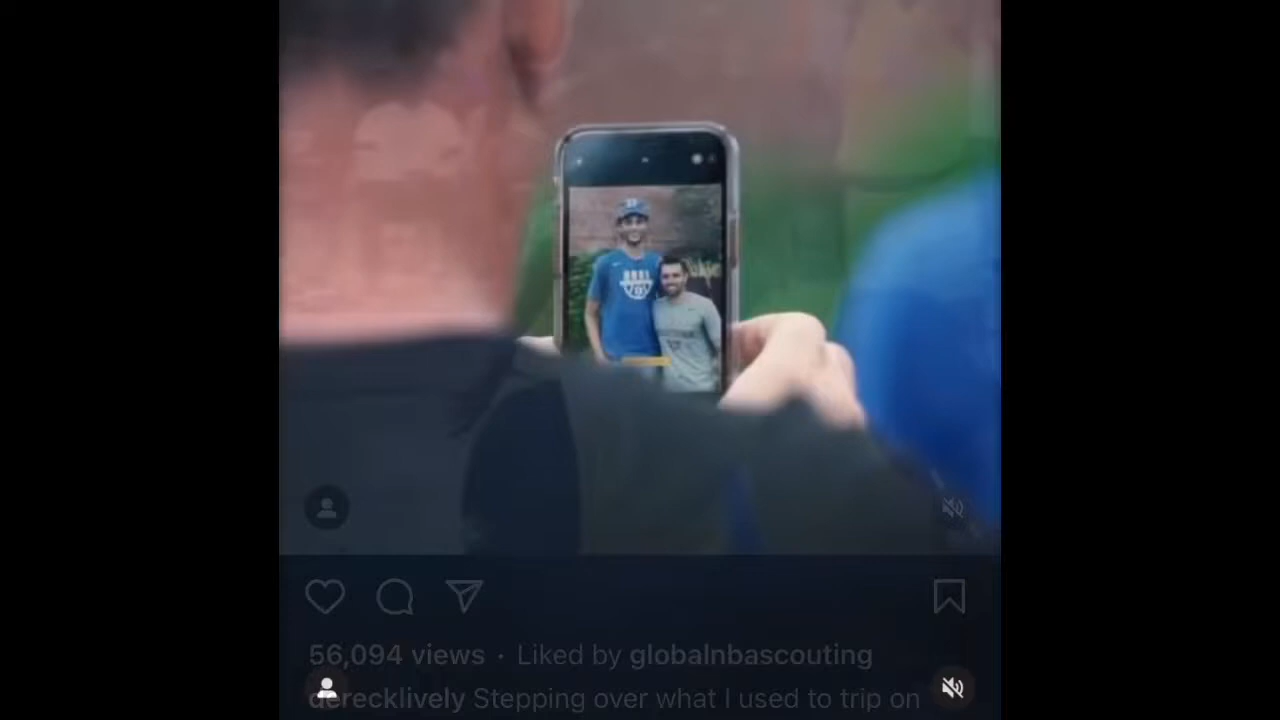 56,094 views · Liked by globalnbascouting
derecklively Stepping over what I used to trip on